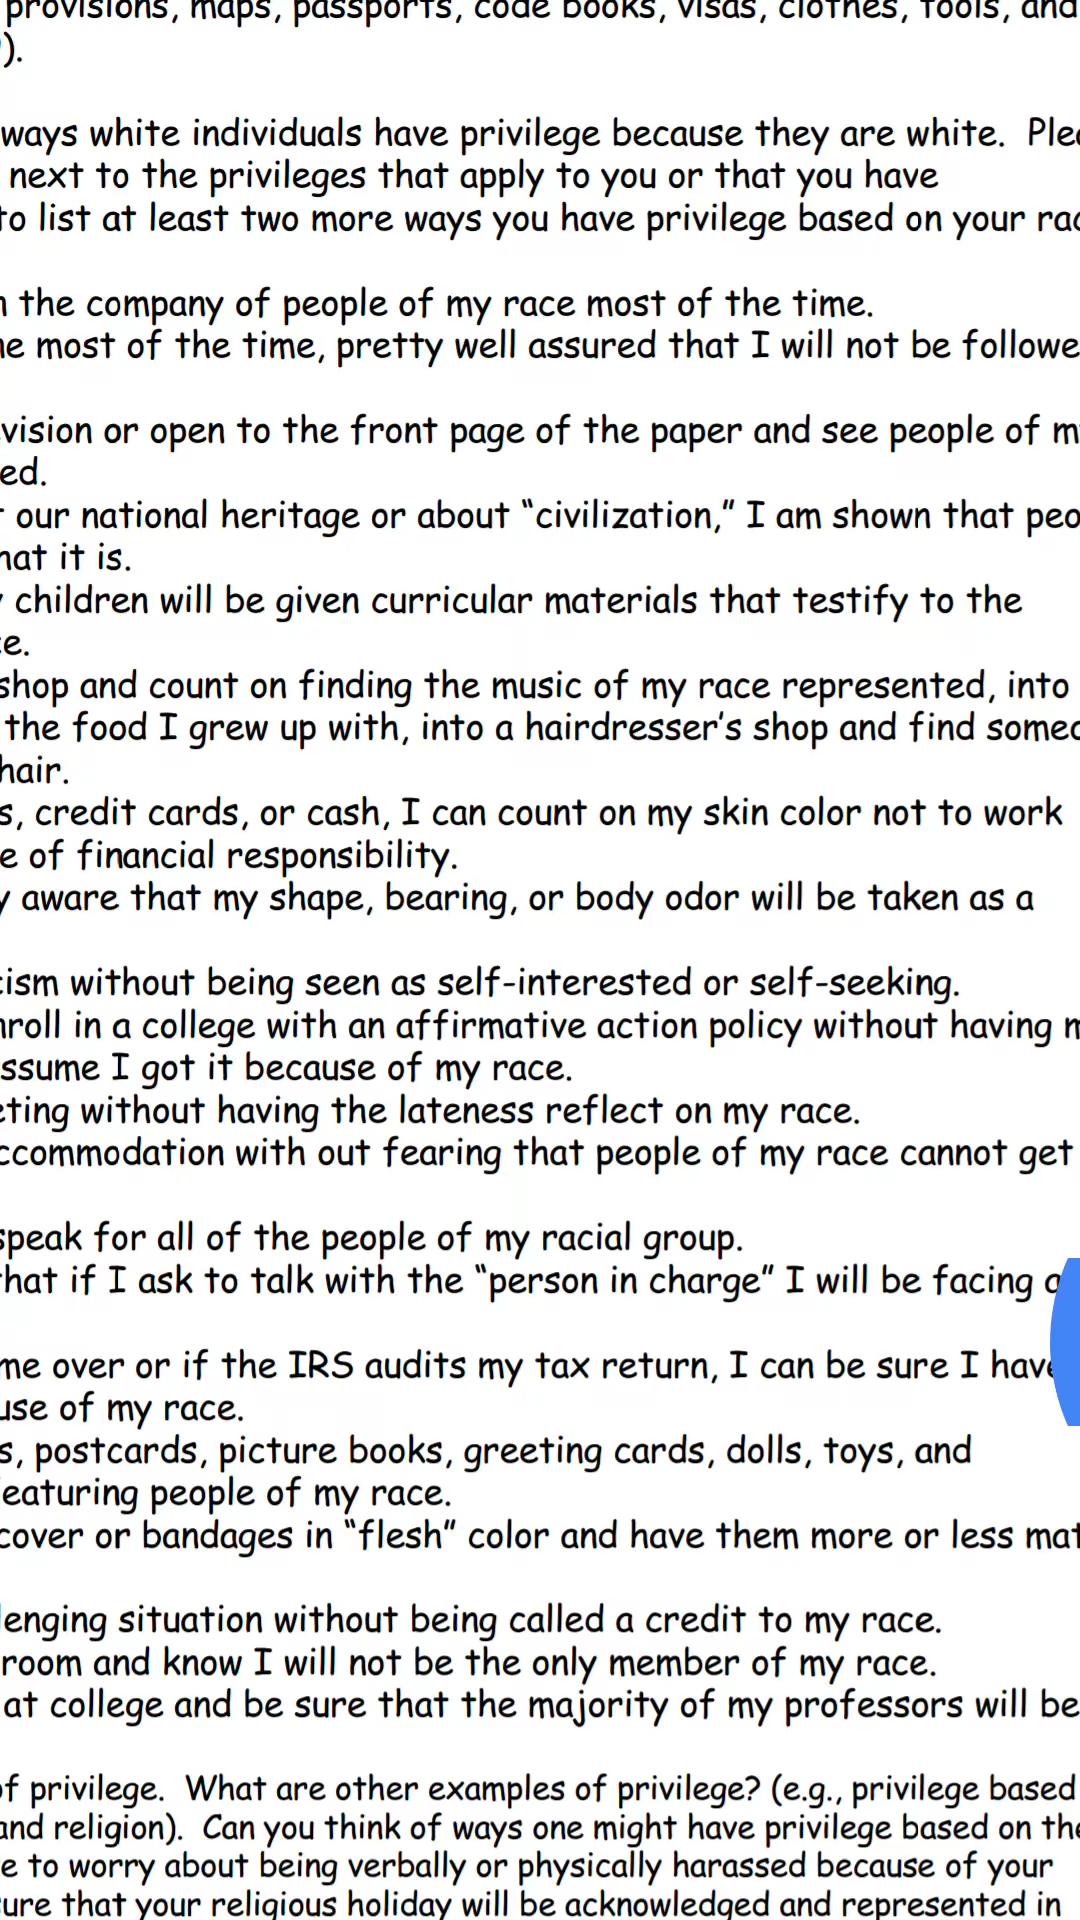 provisions, maps, passports, code books, visas, clothes, tools, and
).
ways white individuals have privilege because they are white. Plea
next to the privileges that apply to you or that you have
to list at least two more ways you have privilege based on your rac
the company of people of my race most of the time.
most of the time, pretty well assured that I will not be followe
vision or open to the front page of the paper and see people of m
ed.
our national heritage or about “civilization,” I am shown that peo
hat it is.
children will be given curricular materials that testify to the
ce.
shop and count on finding the music of my race represented, into
the food I grew up with, into a hairdresser’s shop and find someo
hair.
s, credit cards, or cash, I can count on my skin color not to work
e of financial responsibility.
y aware that my shape, bearing, or body odor will be taken as a
cism without being seen as self-interested or self-seeking.
nroll in a college with an affirmative action policy without having m
ssume I got it because of my race.
eting without having the lateness reflect on my race.
ccommodation with out fearing that people of my race cannot get
speak for all of the people of my racial group.
that if I ask to talk with the “person in charge” I will be facing a
me over or if the IRS audits my tax return, I can be sure I have
use of my race.
s, postcards, picture books, greeting cards, dolls, toys, and
featuring people of my race.
cover or bandages in “flesh” color and have them more or less mat
lenging situation without being called a credit to my race.
room and know I will not be the only member of my race.
at college and be sure that the majority of my professors will be
of privilege. What are other examples of privilege? (e.g., privilege based
and religion). Can you think of ways one might have privilege based on the
e to worry about being verbally or physically harassed because of your
sure that your religious holiday will be acknowledged and represented in